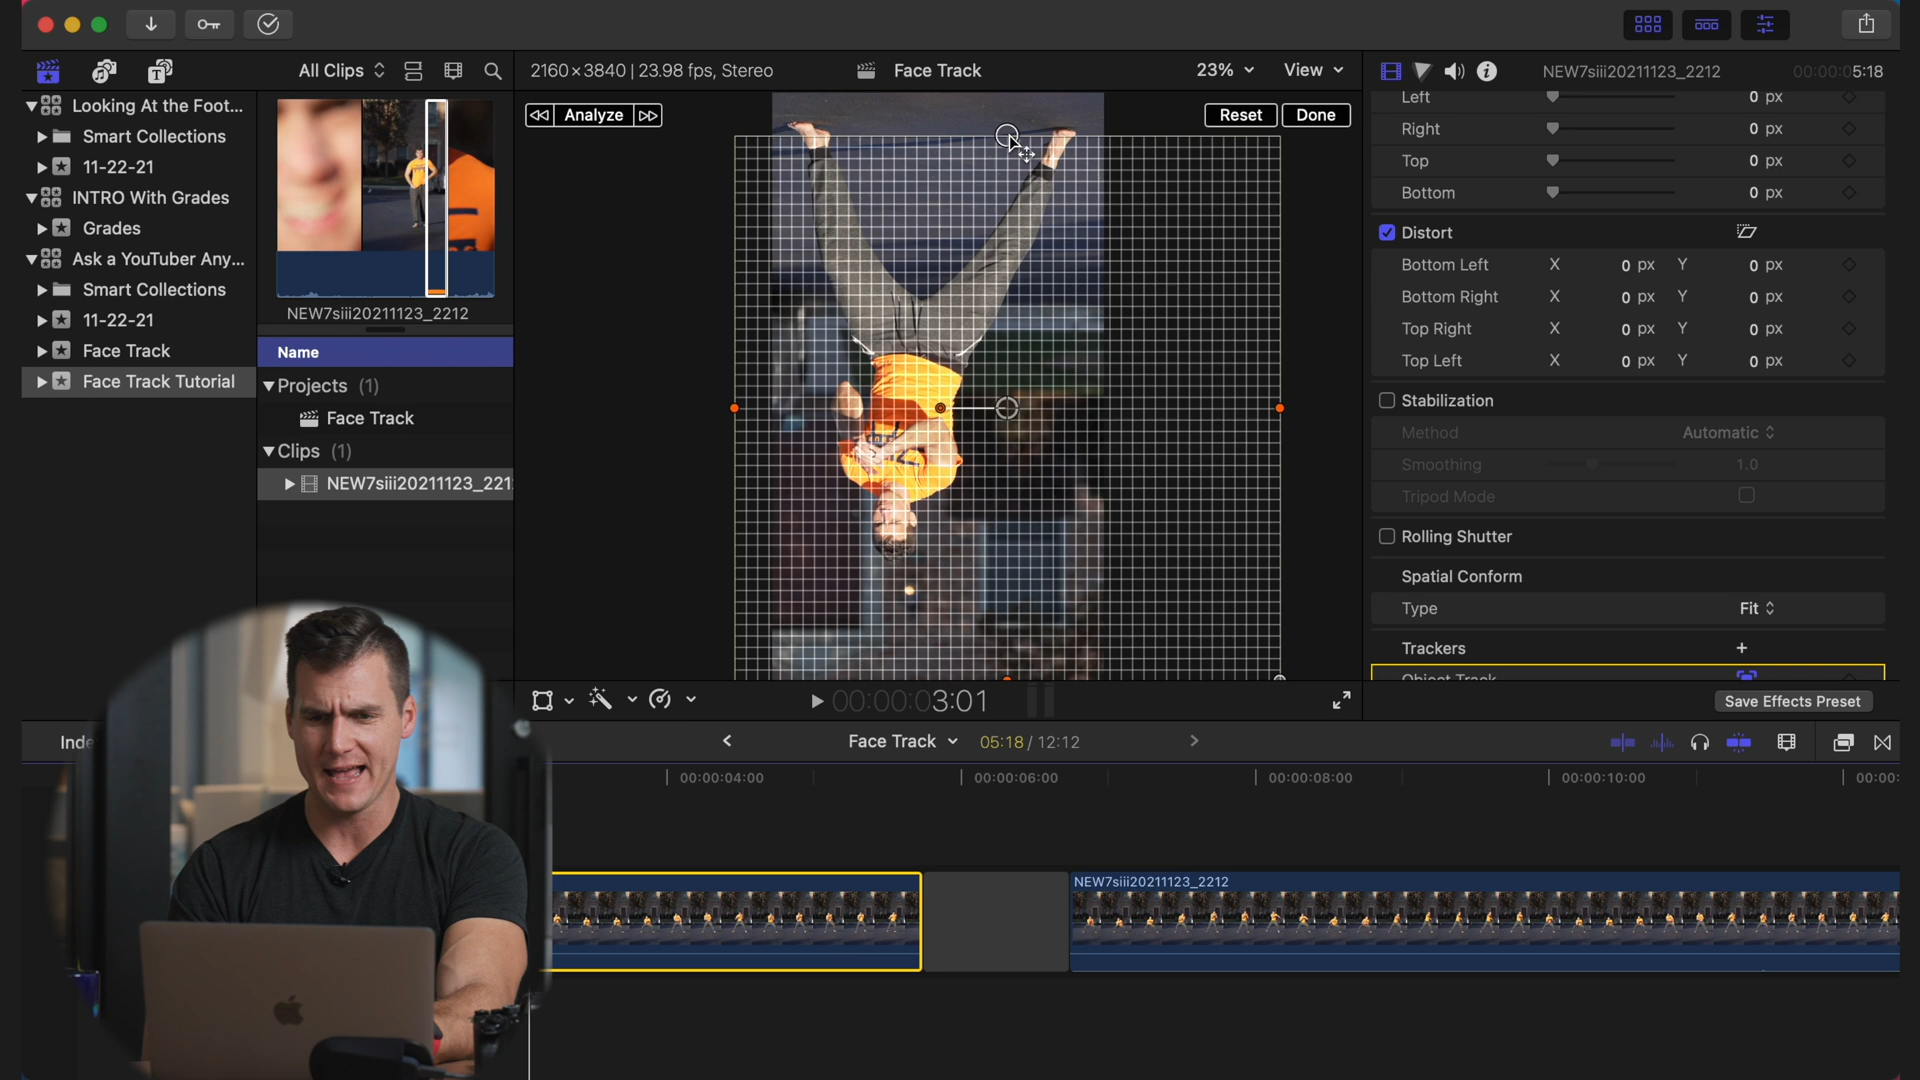 All Clips
2160×3840 | 23.98 fps, Stereo
Face Track
23%
View
NEW7siii20211123_2212
00:00:05:18
Looking At the Foot...
Smart Collections
11-22-21
INTRO With Grades
Grades
Ask a YouTuber Any...
Smart Collections
11-22-21
Face Track
Face Track Tutorial
NEW7siii20211123_2212
Name
Projects (1)
Face Track
Clips (1)
NEW7siii20211123_221
Analyze
Reset
Done
Left 0 px
Right 0 px
Top 0 px
Bottom 0 px
Distort
Bottom Left X 0 px Y 0 px
Bottom Right X 0 px Y 0 px
Top Right X 0 px Y 0 px
Top Left X 0 px Y 0 px
Stabilization
Method Automatic
Smoothing 1.0
Tripod Mode
Rolling Shutter
Spatial Conform
Type Fit
Trackers +
Object Track
Save Effects Preset
00:00:03:01
Inde
Face Track
05:18 / 12:12
00:00:04:00
00:00:06:00
00:00:08:00
00:00:10:00
00:00:
NEW7siii20211123_2212